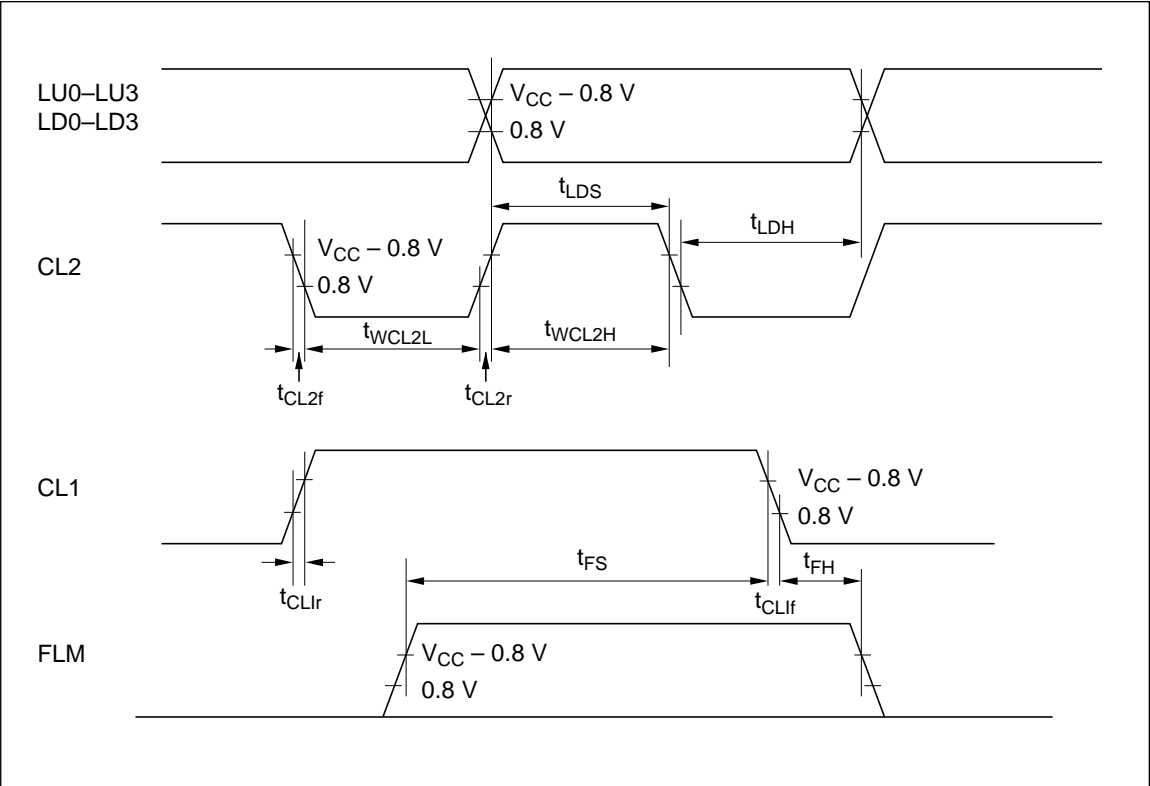 LU0–LU3
LD0–LD3
V_CC – 0.8 V
0.8 V
t_LDS
t_LDH
CL2
V_CC – 0.8 V
0.8 V
t_WCL2L
t_WCL2H
t_CL2f
t_CL2r
CL1
V_CC – 0.8 V
0.8 V
t_FS
t_FH
t_CLIr
t_CLIf
FLM
V_CC – 0.8 V
0.8 V